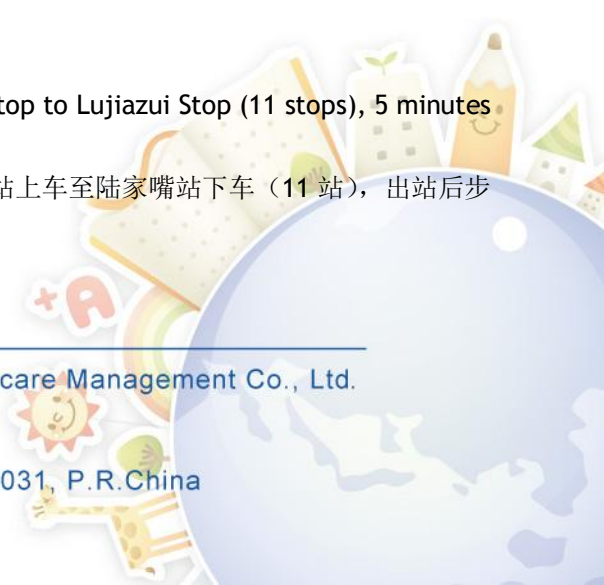 top to Lujiazui Stop (11 stops), 5 minutes
站上车至陆家嘴站下车（11 站），出站后步
+A
care Management Co., Ltd.
031, P.R.China